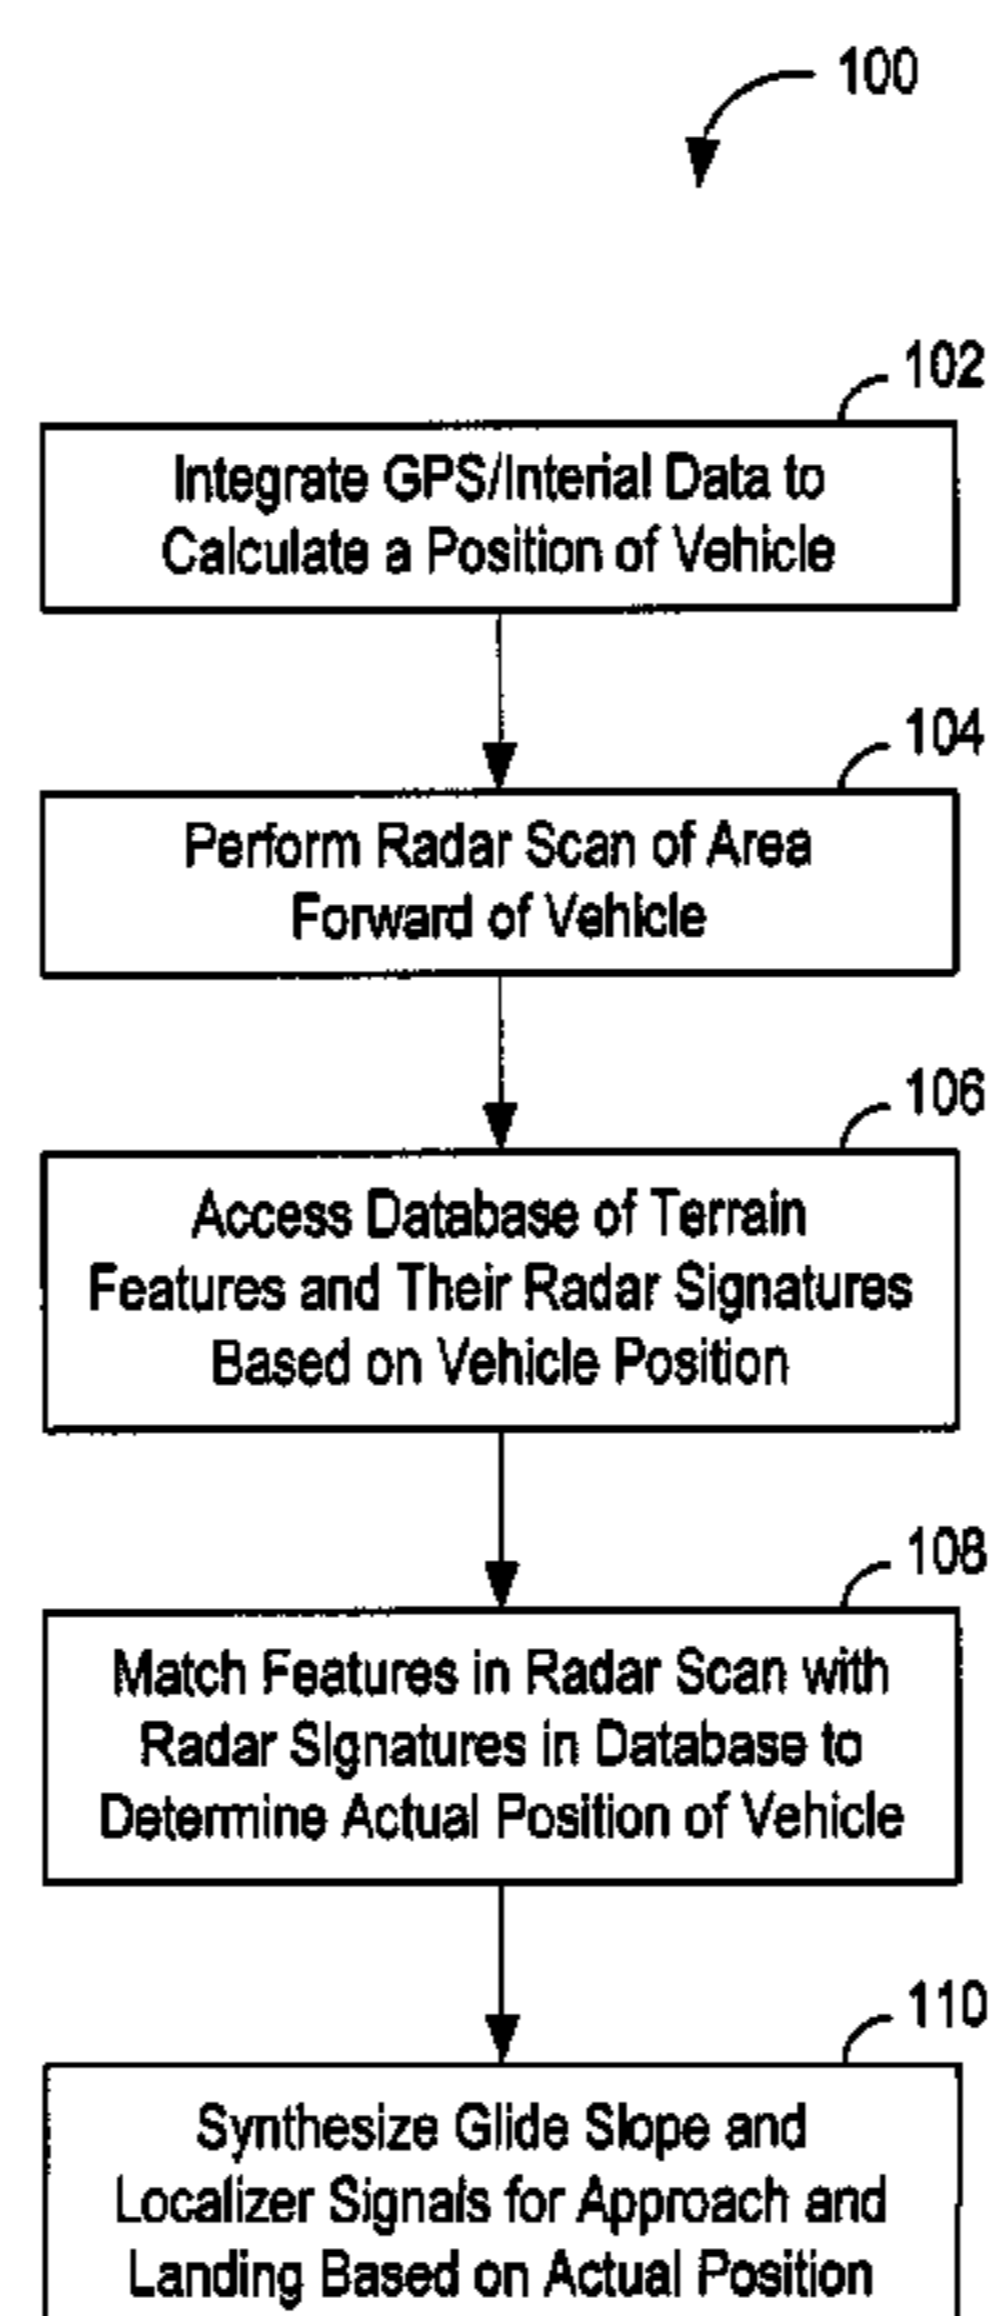 100
102
Integrate GPS/Interial Data to
Calculate a Position of Vehicle
104
Perform Radar Scan of Area
Forward of Vehicle
106
Access Database of Terrain
Features and Their Radar Signatures
Based on Vehicle Position
108
Match Features in Radar Scan with
Radar Signatures in Database to
Determine Actual Position of Vehicle
110
Synthesize Glide Slope and
Localizer Signals for Approach and
Landing Based on Actual Position